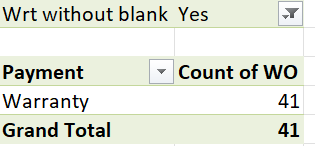 Wrt without blank Yes
Payment Count of WO
Warranty 41
Grand Total 41